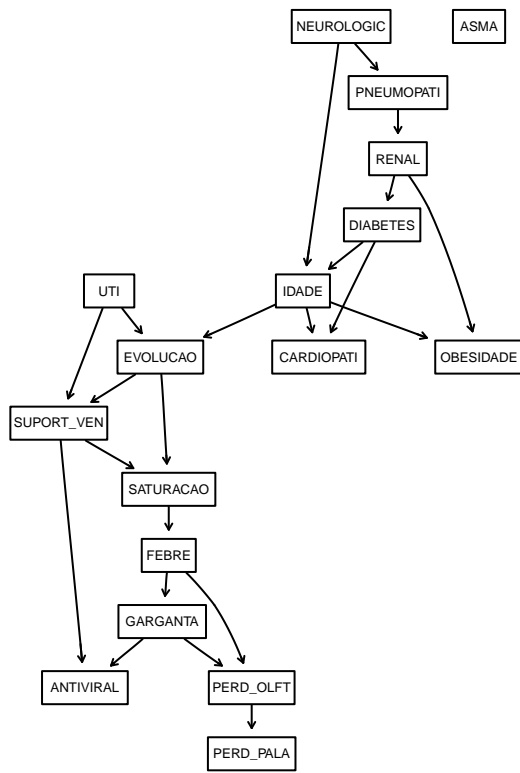 NEUROLOGIC
ASMA
PNEUMOPATI
RENAL
DIABETES
UTI
IDADE
EVOLUCAO
CARDIOPATI
OBESIDADE
SUPORT_VEN
SATURACAO
FEBRE
GARGANTA
ANTIVIRAL
PERD_OLFT
PERD_PALA